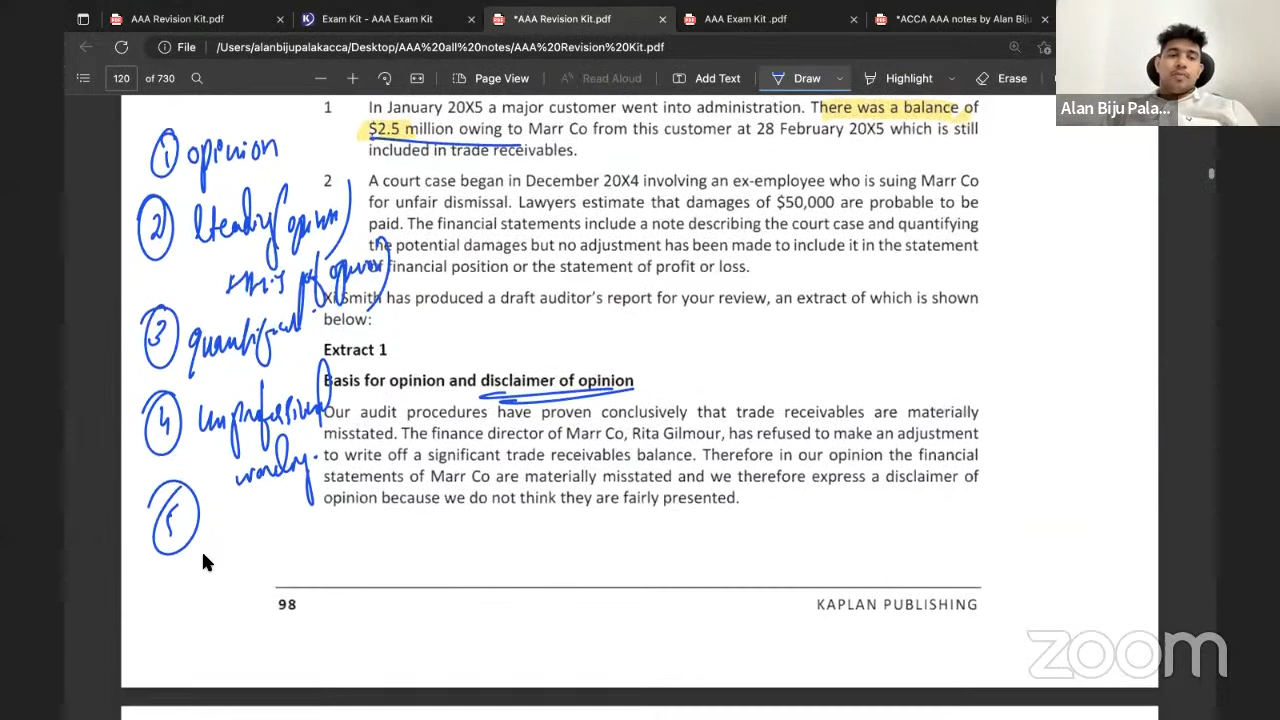 AAA Revision Kit.pdf
Exam Kit - AAA Exam Kit
*AAA Revision Kit.pdf
AAA Exam Kit .pdf
*ACCA AAA notes by Alan Biju
File
/Users/alanbijupalakacca/Desktop/AAA%20all%20notes/AAA%20Revision%20Kit.pdf
120 of 730
Page View
Read Aloud
Add Text
Draw
Highlight
Erase
Alan Biju Pala...
1 In January 20X5 a major customer went into administration. There was a balance of
$2.5 million owing to Marr Co from this customer at 28 February 20X5 which is still
included in trade receivables.
2 A court case began in December 20X4 involving an ex-employee who is suing Marr Co
for unfair dismissal. Lawyers estimate that damages of $50,000 are probable to be
paid. The financial statements include a note describing the court case and quantifying
the potential damages but no adjustment has been made to include it in the statement
of financial position or the statement of profit or loss.
Xi Smith has produced a draft auditor's report for your review, an extract of which is shown
below:
Extract 1
Basis for opinion and disclaimer of opinion
Our audit procedures have proven conclusively that trade receivables are materially
misstated. The finance director of Marr Co, Rita Gilmour, has refused to make an adjustment
to write off a significant trade receivables balance. Therefore in our opinion the financial
statements of Marr Co are materially misstated and we therefore express a disclaimer of
opinion because we do not think they are fairly presented.
98
KAPLAN PUBLISHING
1 opinion
2 (opinion)
opinion)
3
4 unprofessional
wording.
5
zoom